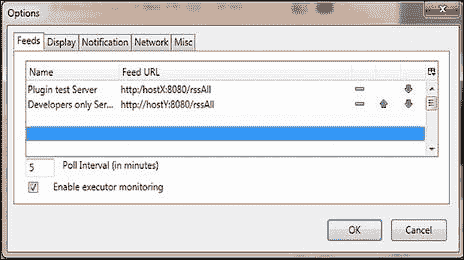 Options
Feeds Display Notification Network Misc
Name Feed URL
Plugin test Server http:/hostX:8080/rssAll
Developers only Ser... http:/hostY:8080/rssAll
5 Poll Interval (in minutes)
Enable executor monitoring
OK Cancel